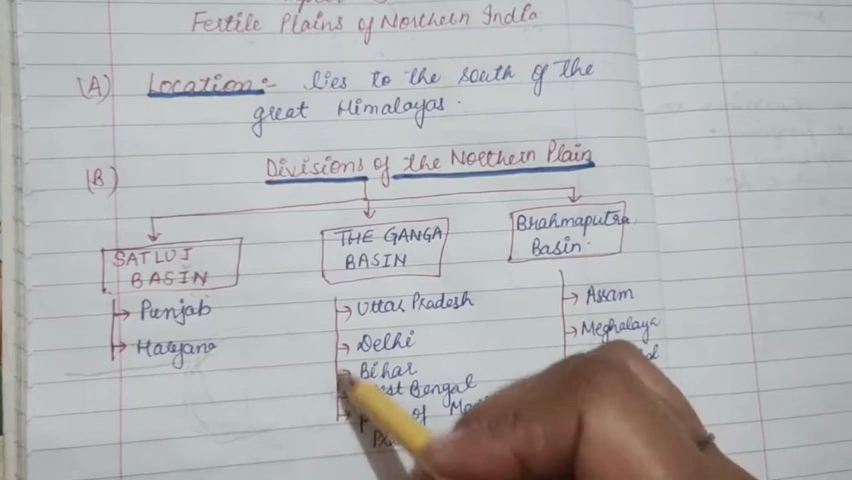 Fertile Plains of Northern India
(A) Location:- lies to the south of the
great Himalayas.
(B) Divisions of the Northern Plain
SATLUJ
BASIN
THE GANGA
BASIN
Brahmaputra
Basin.
Punjab
Haryana
Uttar Pradesh
Delhi
Bihar
Bengal
of
Assam
Meghalaya